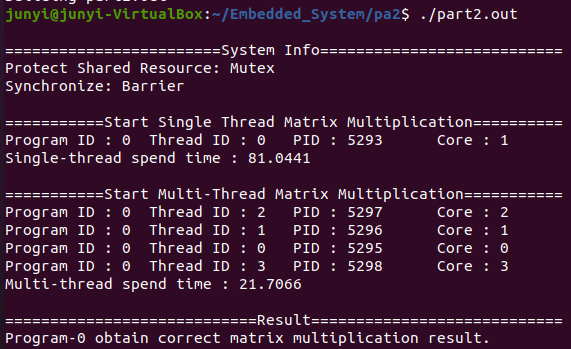 junyi@junyi-VirtualBox:~/Embedded_System/pa2$ ./part2.out
========================System Info===========================
Protect Shared Resource: Mutex
Synchronize: Barrier
===========Start Single Thread Matrix Multiplication==========
Program ID : 0  Thread ID : 0   PID : 5293      Core : 1
Single-thread spend time : 81.0441
===========Start Multi-Thread Matrix Multiplication===========
Program ID : 0  Thread ID : 2   PID : 5297      Core : 2
Program ID : 0  Thread ID : 1   PID : 5296      Core : 1
Program ID : 0  Thread ID : 0   PID : 5295      Core : 0
Program ID : 0  Thread ID : 3   PID : 5298      Core : 3
Multi-thread spend time : 21.7066
============================Result============================
Program-0 obtain correct matrix multiplication result.